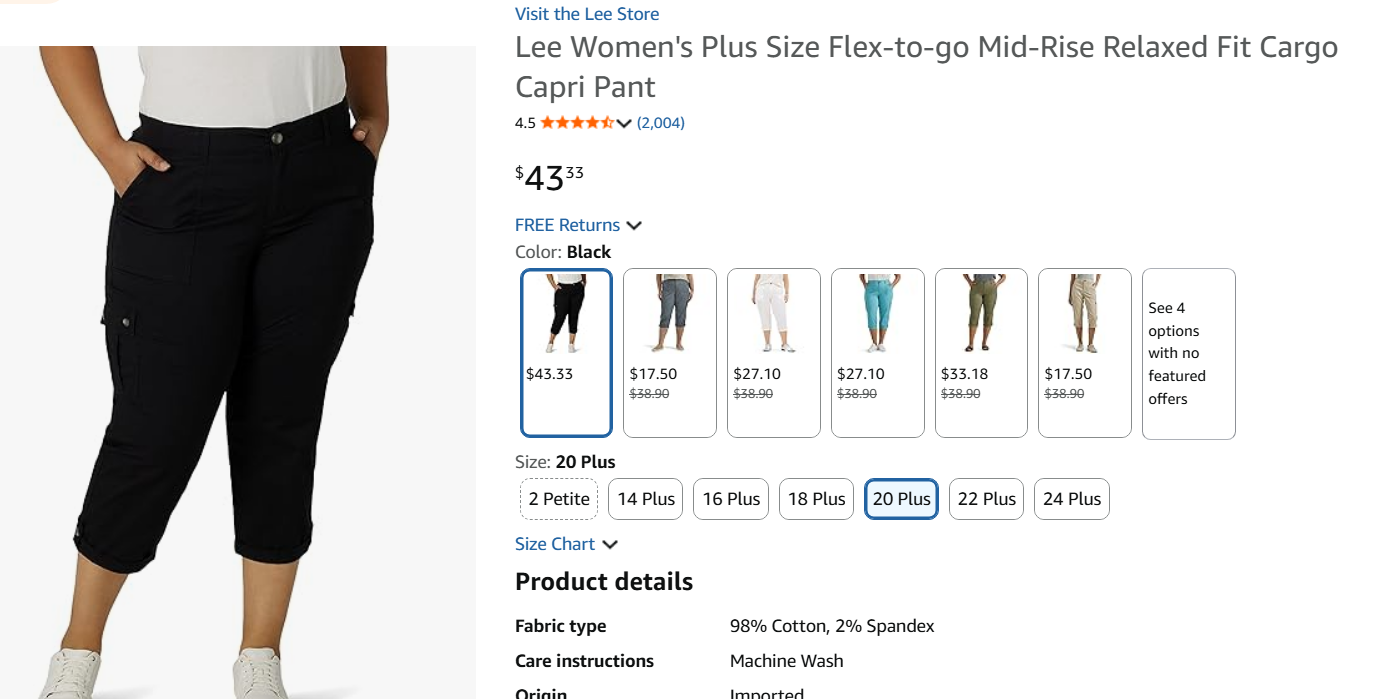 Visit the Lee Store
Lee Women's Plus Size Flex-to-go Mid-Rise Relaxed Fit Cargo
Capri Pant
4.5 (2,004)
$43.33
FREE Returns
Color: Black
$43.33
$17.50
$38.90
$27.10
$38.90
$27.10
$38.90
$33.18
$38.90
$17.50
$38.90
See 4
options
with no
featured
offers
Size: 20 Plus
2 Petite
14 Plus
16 Plus
18 Plus
20 Plus
22 Plus
24 Plus
Size Chart
Product details
Fabric type 98% Cotton, 2% Spandex
Care instructions Machine Wash
Origin Imported